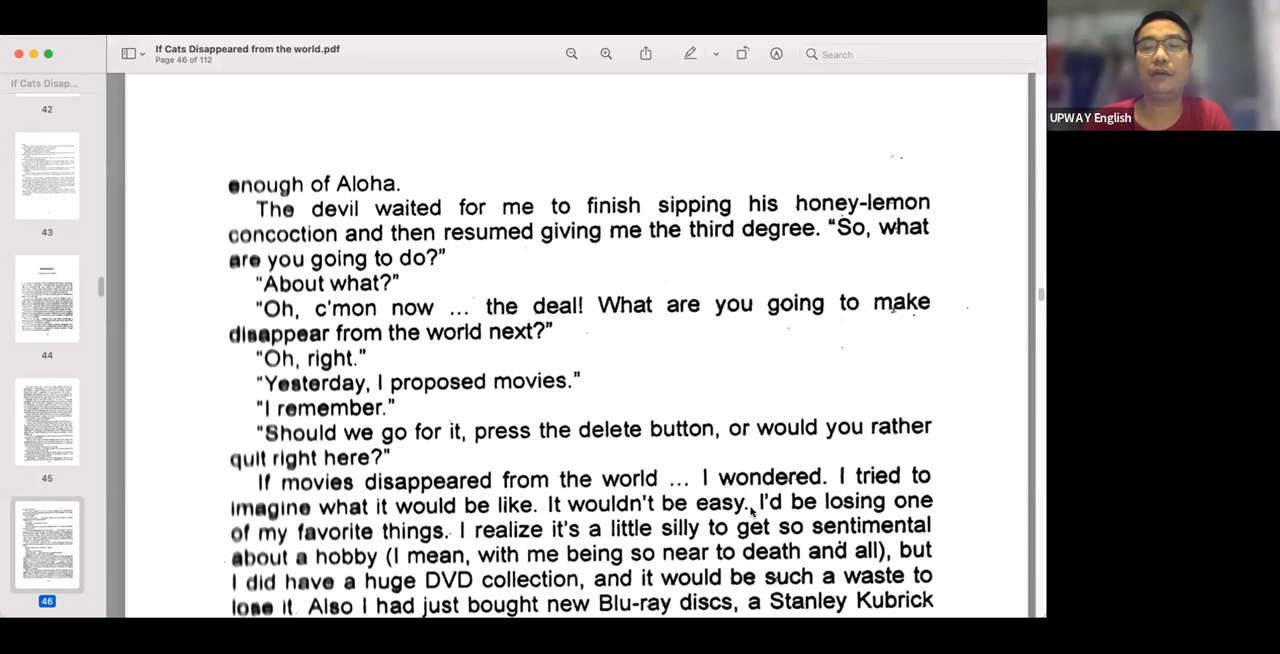 If Cats Disappeared from the world.pdf
Page 46 of 112
Search
If Cats Disap...
42
43
44
45
46
enough of Aloha.
The devil waited for me to finish sipping his honey-lemon
concoction and then resumed giving me the third degree. “So, what
are you going to do?”
“About what?”
“Oh, c'mon now ... the deal! What are you going to make
disappear from the world next?”
“Oh, right.”
“Yesterday, I proposed movies.”
“I remember.”
“Should we go for it, press the delete button, or would you rather
quit right here?”
If movies disappeared from the world ... I wondered. I tried to
imagine what it would be like. It wouldn't be easy. I'd be losing one
of my favorite things. I realize it's a little silly to get so sentimental
about a hobby (I mean, with me being so near to death and all), but
I did have a huge DVD collection, and it would be such a waste to
lose it. Also I had just bought new Blu-ray discs, a Stanley Kubrick
UPWAY English